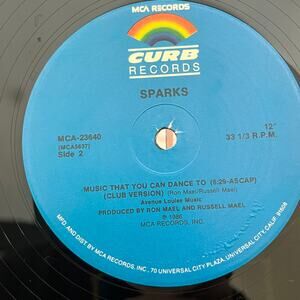 MCA RECORDS
CURB
RECORDS
SPARKS
MCA-23640
[MCA5637]
Side 2
12"
33 1/3 R.P.M.
MUSIC THAT YOU CAN DANCE TO (6:29-ASCAP)
(CLUB VERSION) (Ron Mael/Russell Mael)
Avenue Louise Music
PRODUCED BY RON MAEL AND RUSSELL MAEL
℗ 1986
MCA RECORDS, INC.
MFD. AND DIST. BY MCA RECORDS, INC., 70 UNIVERSAL CITY PLAZA, UNIVERSAL CITY, CALIF. 91608